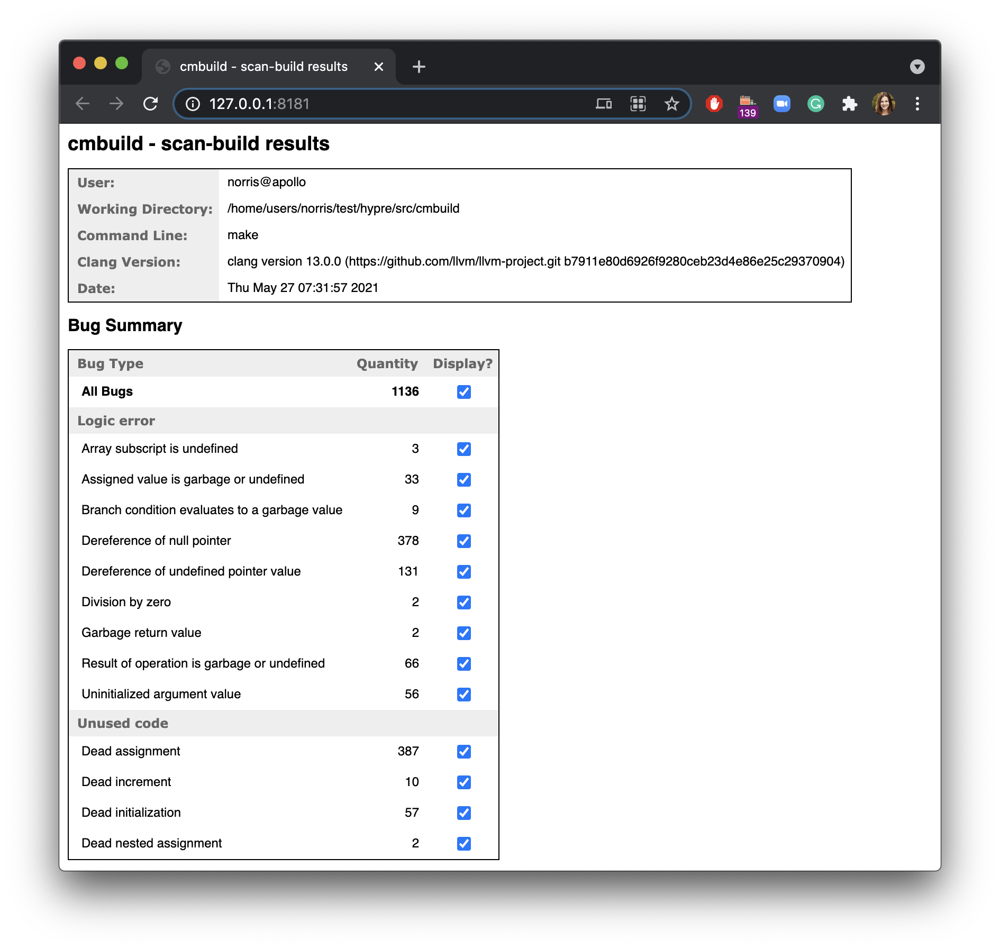 cmbuild - scan-build results
127.0.0.1:8181
139
cmbuild - scan-build results
User: norris@apollo
Working Directory: /home/users/norris/test/hypre/src/cmbuild
Command Line: make
Clang Version: clang version 13.0.0 (https://github.com/llvm/llvm-project.git b7911e80d6926f9280ceb23d4e86e25c29370904)
Date: Thu May 27 07:31:57 2021
Bug Summary
Bug Type Quantity Display?
All Bugs 1136
Logic error
Array subscript is undefined 3
Assigned value is garbage or undefined 33
Branch condition evaluates to a garbage value 9
Dereference of null pointer 378
Dereference of undefined pointer value 131
Division by zero 2
Garbage return value 2
Result of operation is garbage or undefined 66
Uninitialized argument value 56
Unused code
Dead assignment 387
Dead increment 10
Dead initialization 57
Dead nested assignment 2